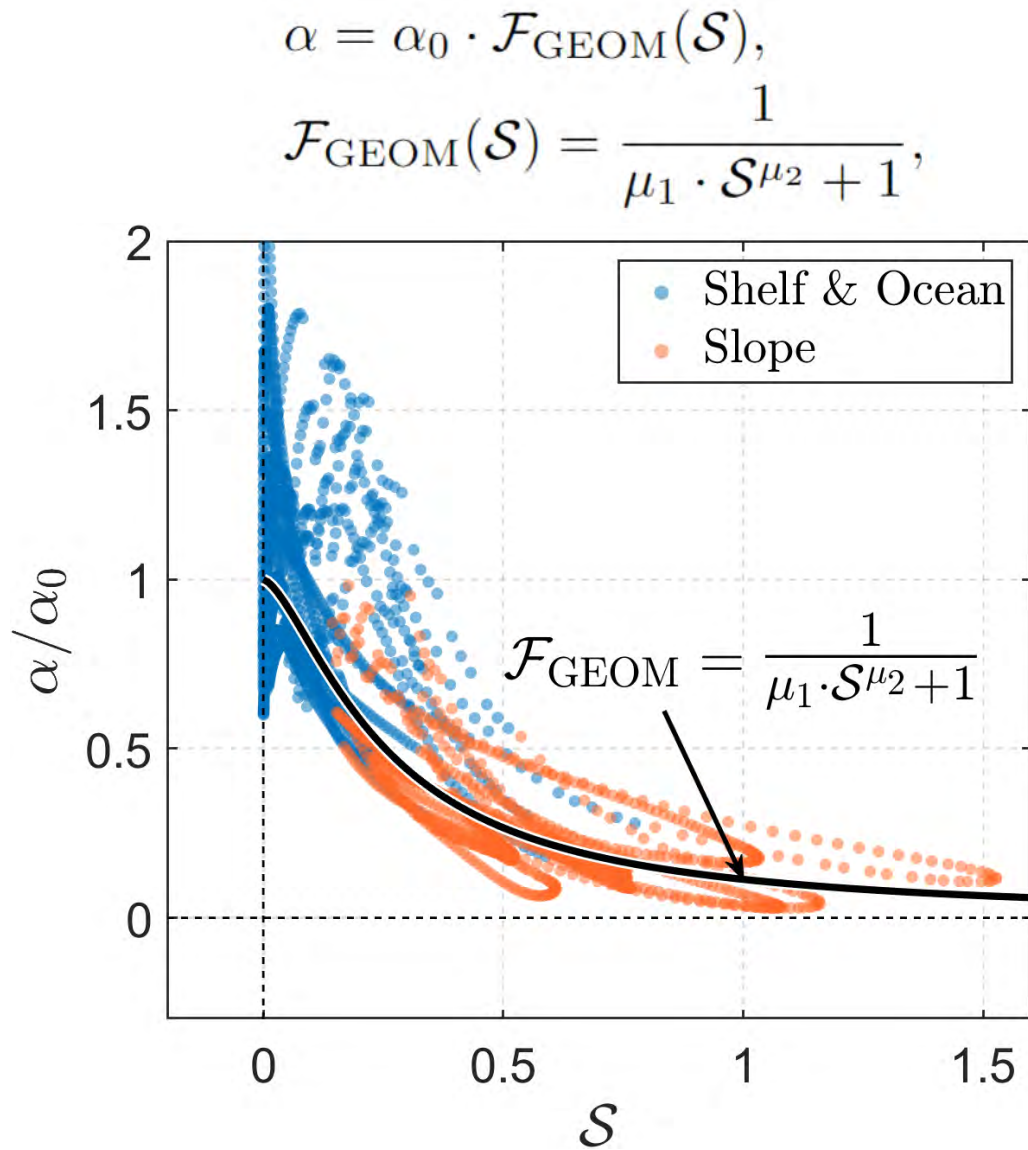 α = α₀ · 𝓕_GEOM(𝒮),
𝓕_GEOM(𝒮) = 1 / (μ₁ · 𝒮^μ₂ + 1),
2
Shelf & Ocean
Slope
1.5
1
𝓕_GEOM = 1 / (μ₁·𝒮^μ₂+1)
0.5
0
α/α₀
0 0.5 1 1.5
𝒮